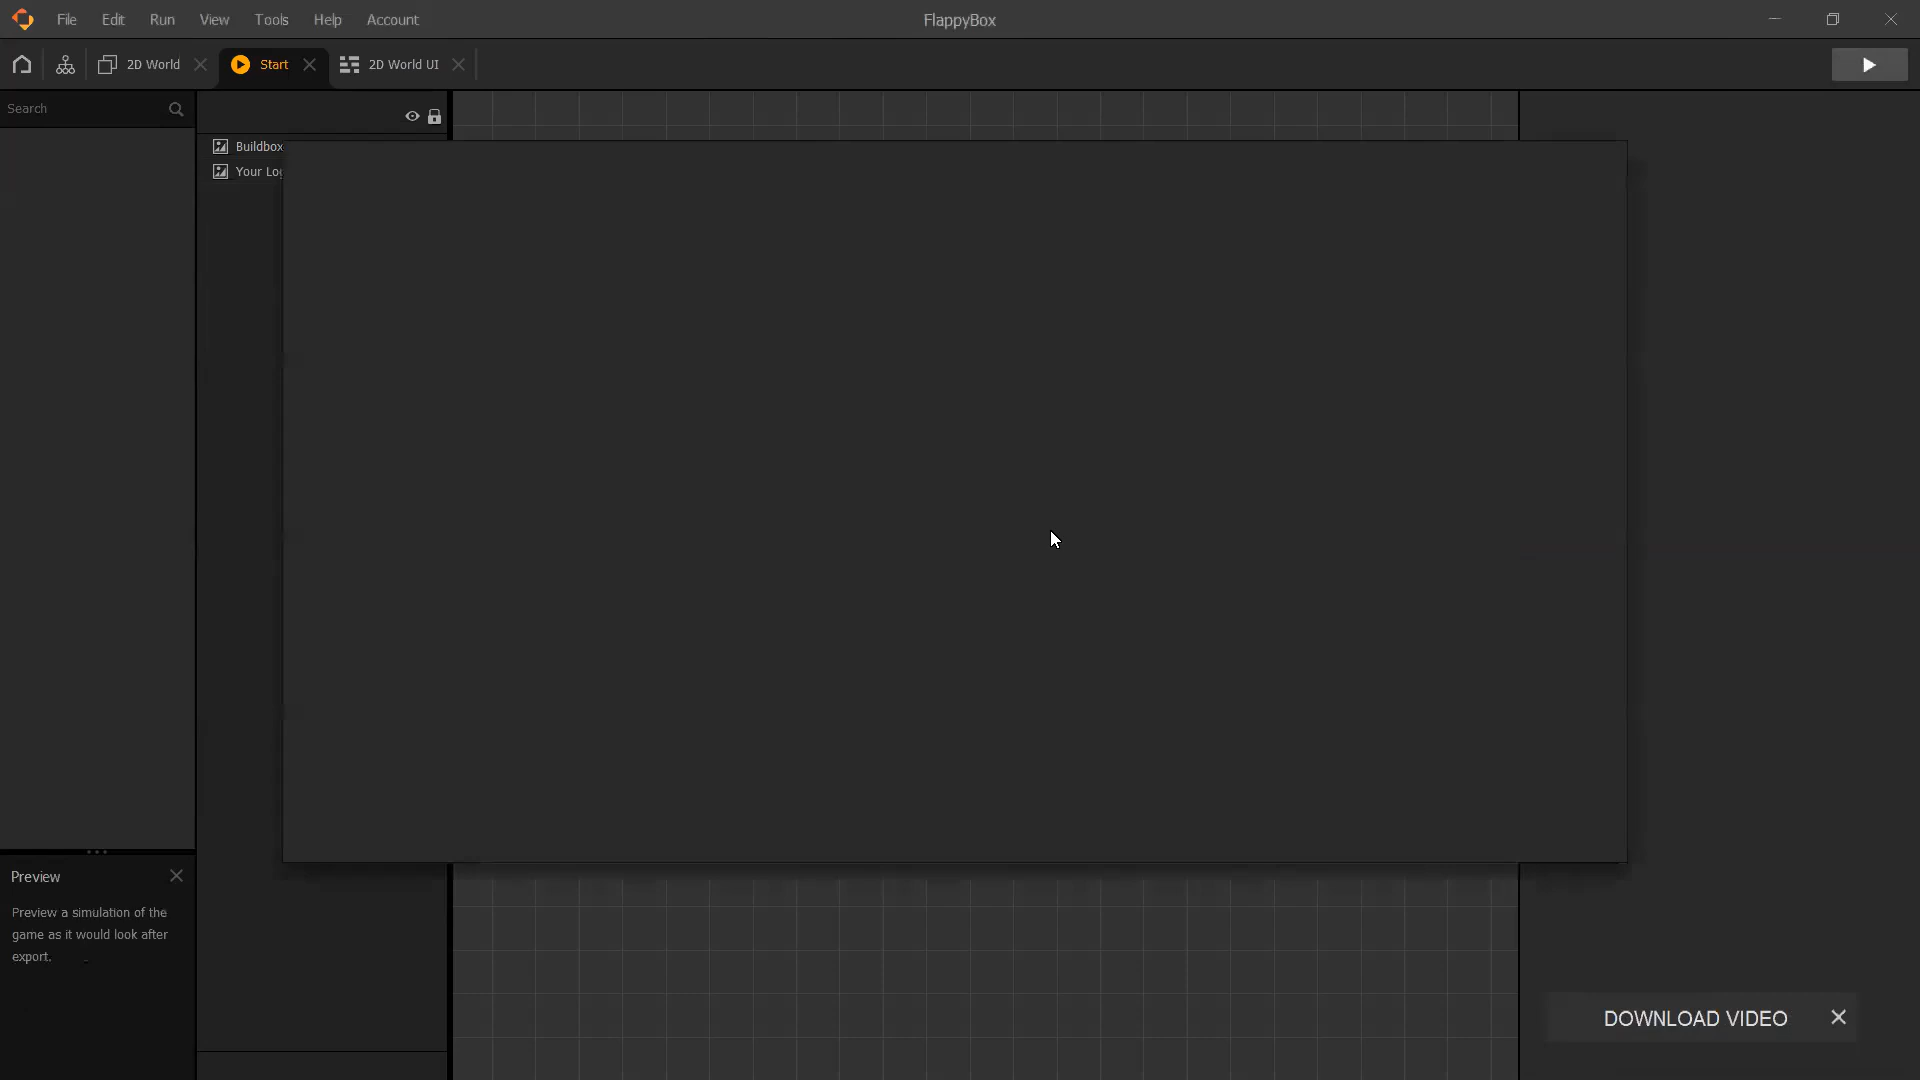 File Edit Run View Tools Help Account FlappyBox
2D World Start 2D World UI
Search
Buildbox
Your
Preview
Preview a simulation of the
game as it would look after
export.
DOWNLOAD VIDEO